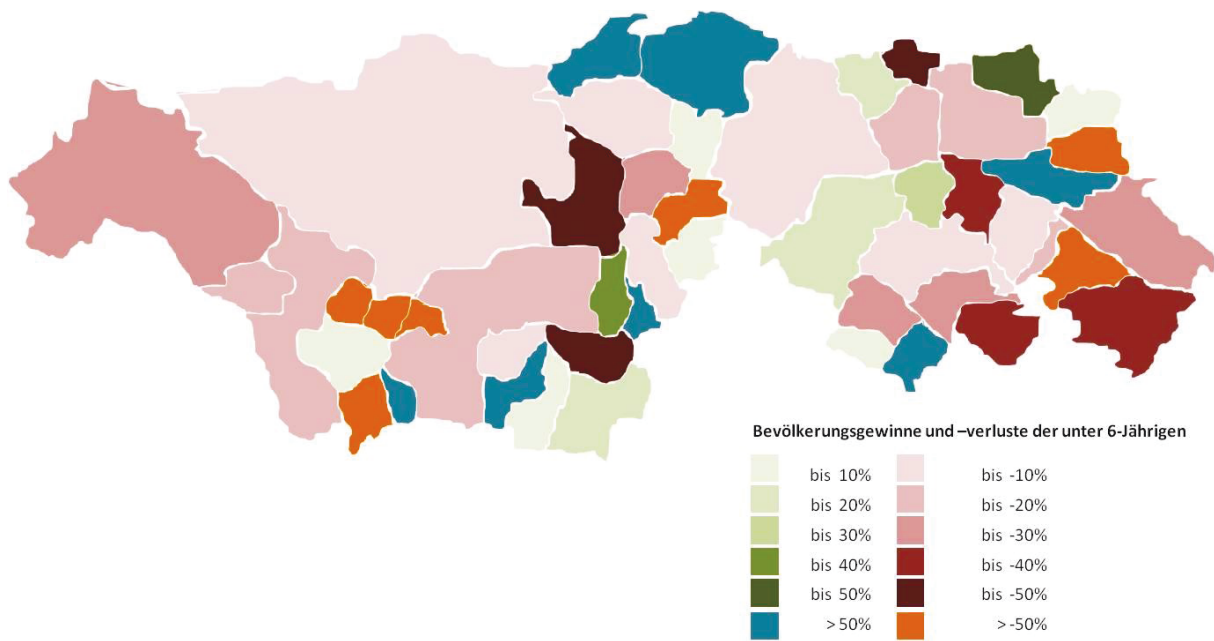 Bevölkerungsgewinne und –verluste der unter 6-Jährigen
bis 10% bis -10%
bis 20% bis -20%
bis 30% bis -30%
bis 40% bis -40%
bis 50% bis -50%
> 50% > -50%